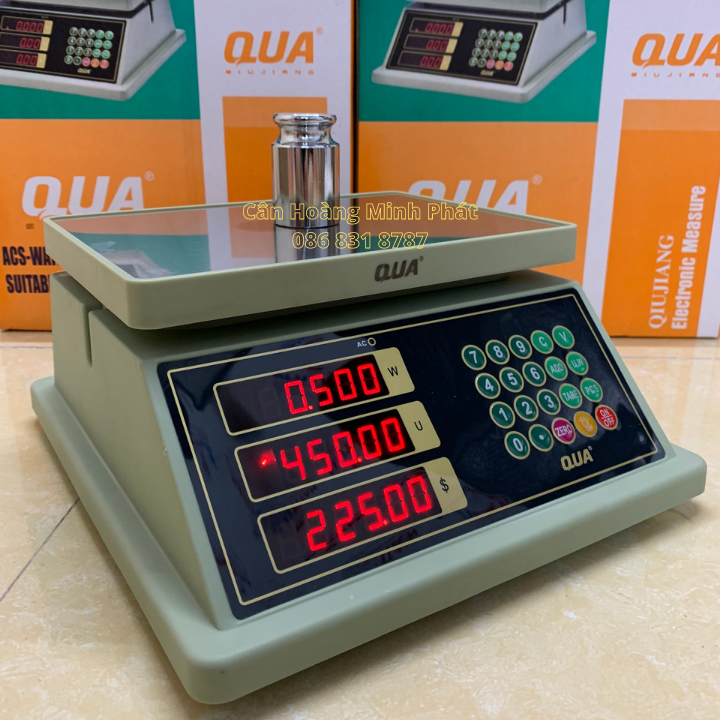 QUA®
QIUJIANG
QUA®
QIUJIANG
QUA®
QUA®
ACS-WA
SUITAB
QIUJIANG
Electronic Measure
Cân Hoàng Minh Phát
086 831 8787
QUA®
AC
0.500 W
450.00 U
225.00 $
7 8 9 C V
4 5 6 ADD
1 2 3 TARE PCS
0 . ZERO ON OFF
QUA®